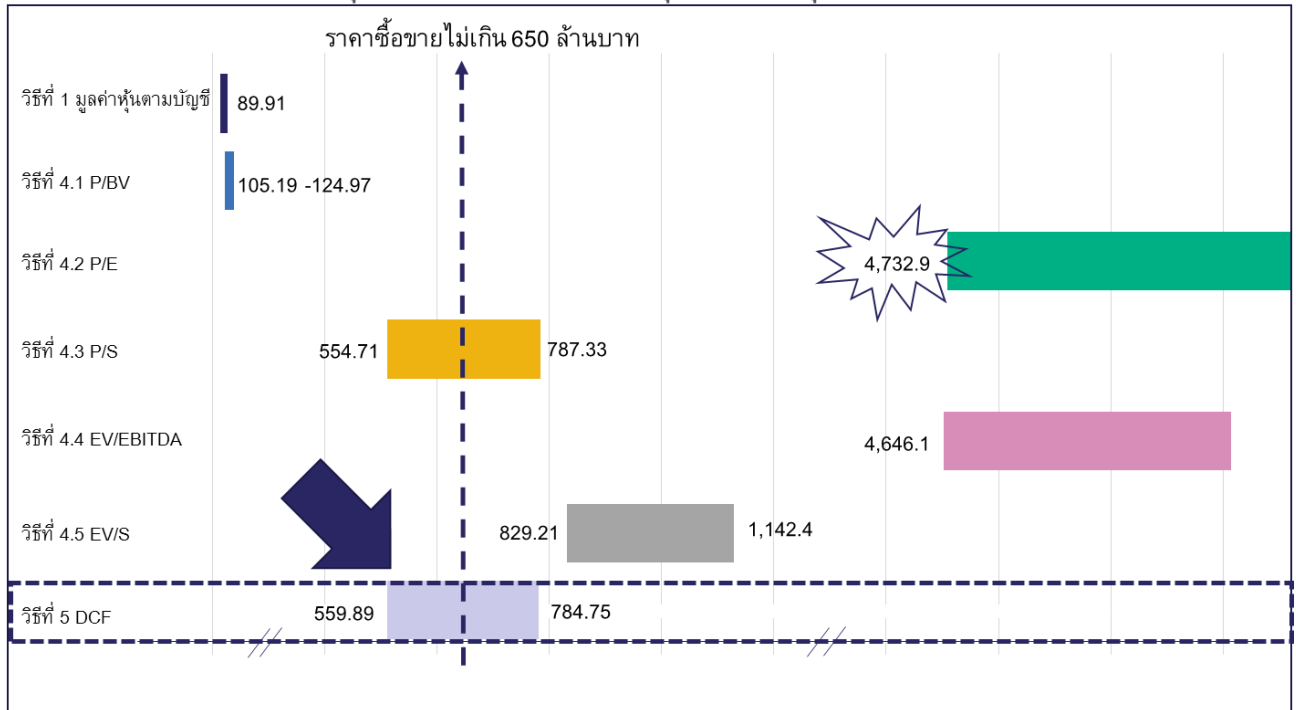 ราคาซื้อขายไม่เกิน 650 ล้านบาท
วิธีที่ 1 มูลค่าหุ้นตามบัญชี 89.91
วิธีที่ 4.1 P/BV 105.19 -124.97
วิธีที่ 4.2 P/E 4,732.9
วิธีที่ 4.3 P/S 554.71 787.33
วิธีที่ 4.4 EV/EBITDA 4,646.1
วิธีที่ 4.5 EV/S 829.21 1,142.4
วิธีที่ 5 DCF 559.89 784.75